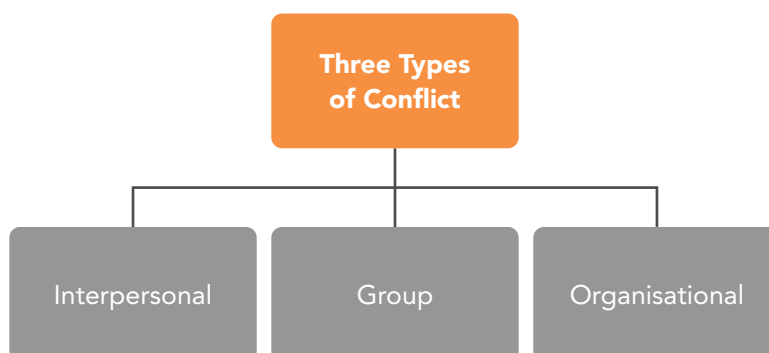 Three Types
of Conflict
Interpersonal
Group
Organisational